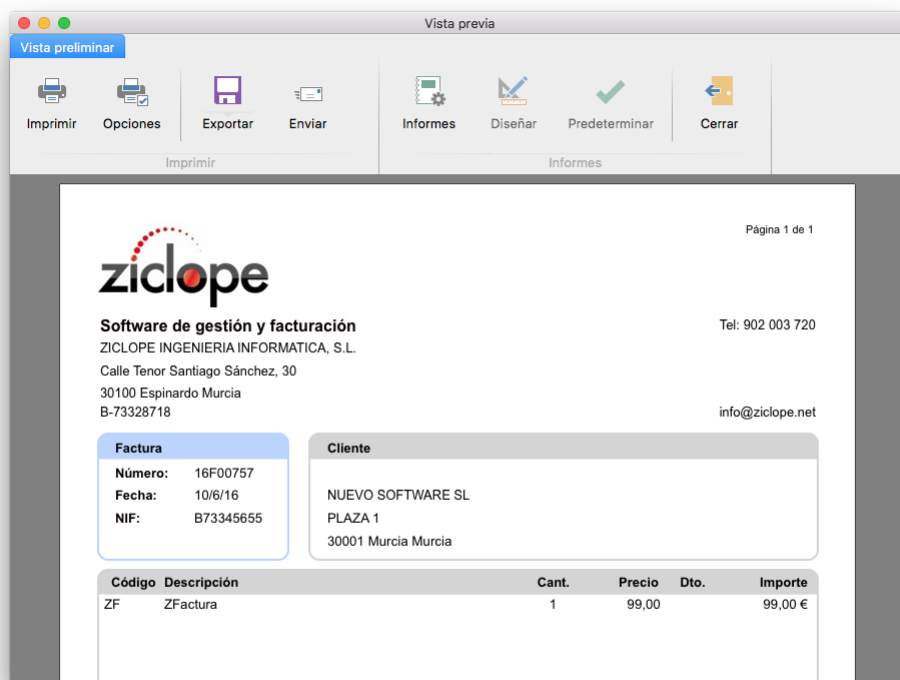 Vista previa
Vista preliminar
Imprimir Opciones Exportar Enviar Informes Diseñar Predeterminar Cerrar
Imprimir Informes
Página 1 de 1
ziclope
Software de gestión y facturación Tel: 902 003 720
ZICLOPE INGENIERIA INFORMATICA, S.L.
Calle Tenor Santiago Sánchez, 30
30100 Espinardo Murcia
B-73328718 info@ziclope.net
Factura Cliente
Número: 16F00757
Fecha: 10/6/16 NUEVO SOFTWARE SL
NIF: B73345655 PLAZA 1
30001 Murcia Murcia
Código Descripción Cant. Precio Dto. Importe
ZF ZFactura 1 99,00 99,00 €